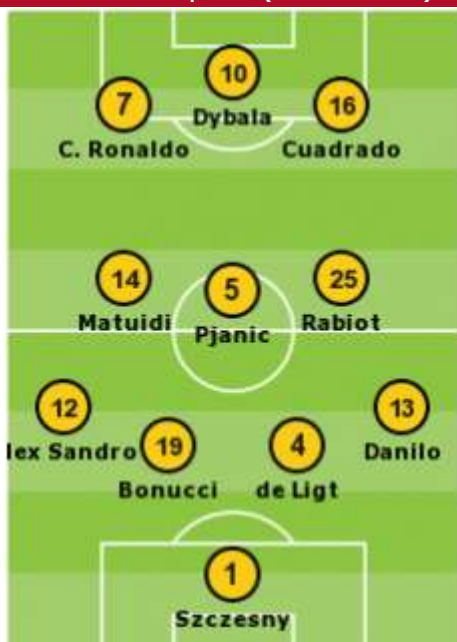 10
Dybala
7
C. Ronaldo
16
Cuadrado
14
Matuidi
5
Pjanic
25
Rabiot
12
lex Sandro
19
Bonucci
4
de Ligt
13
Danilo
1
Szczesny